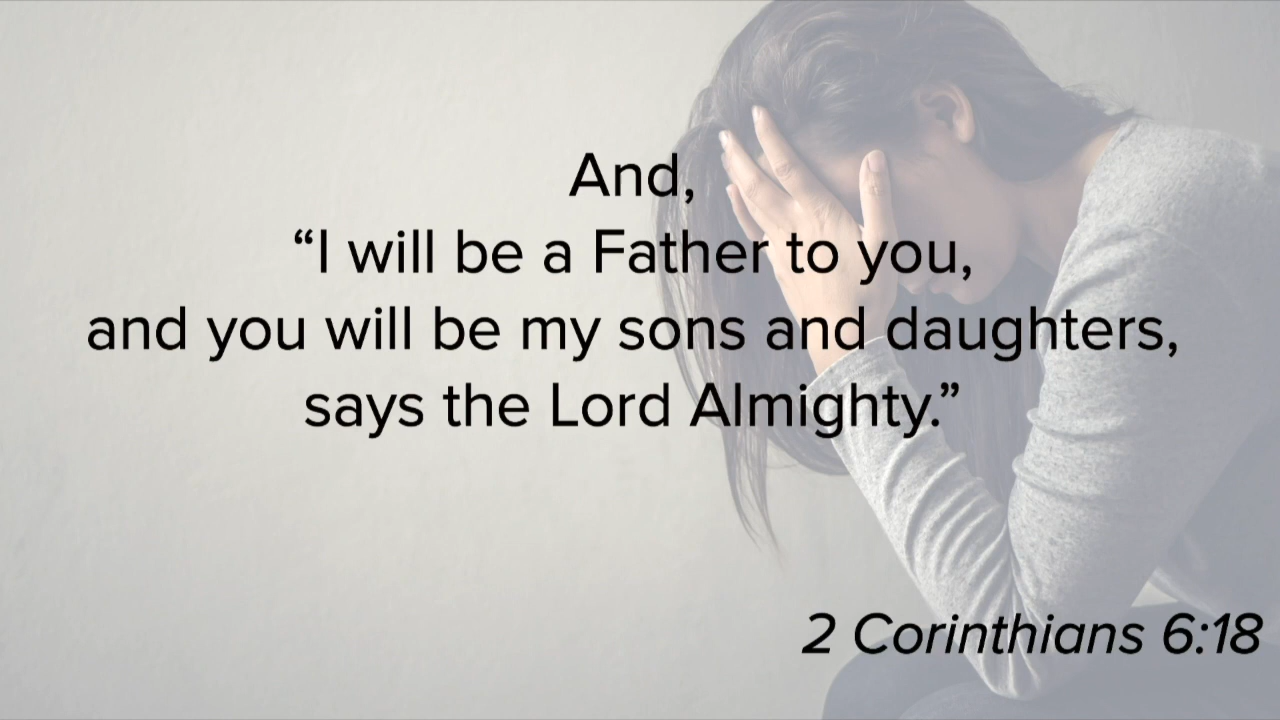 And,
“I will be a Father to you,
and you will be my sons and daughters,
says the Lord Almighty.”
2 Corinthians 6:18